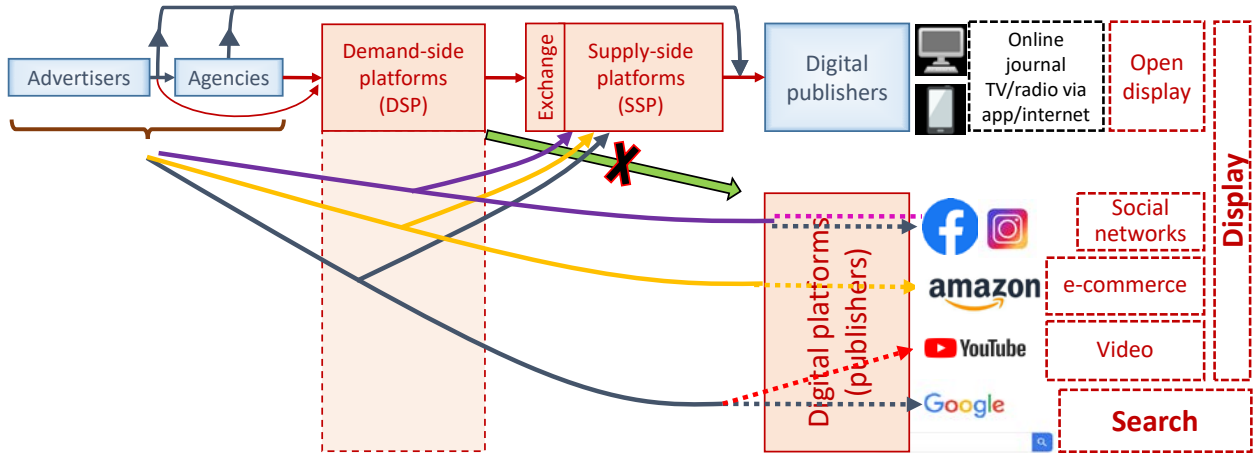 Advertisers
Agencies
Demand-side
platforms
(DSP)
Exchange
Supply-side
platforms
(SSP)
Digital
publishers
Online
journal
TV/radio via
app/internet
Open
display
Display
Digital platforms
(publishers)
Social
networks
amazon
e-commerce
YouTube
Video
Google
Search